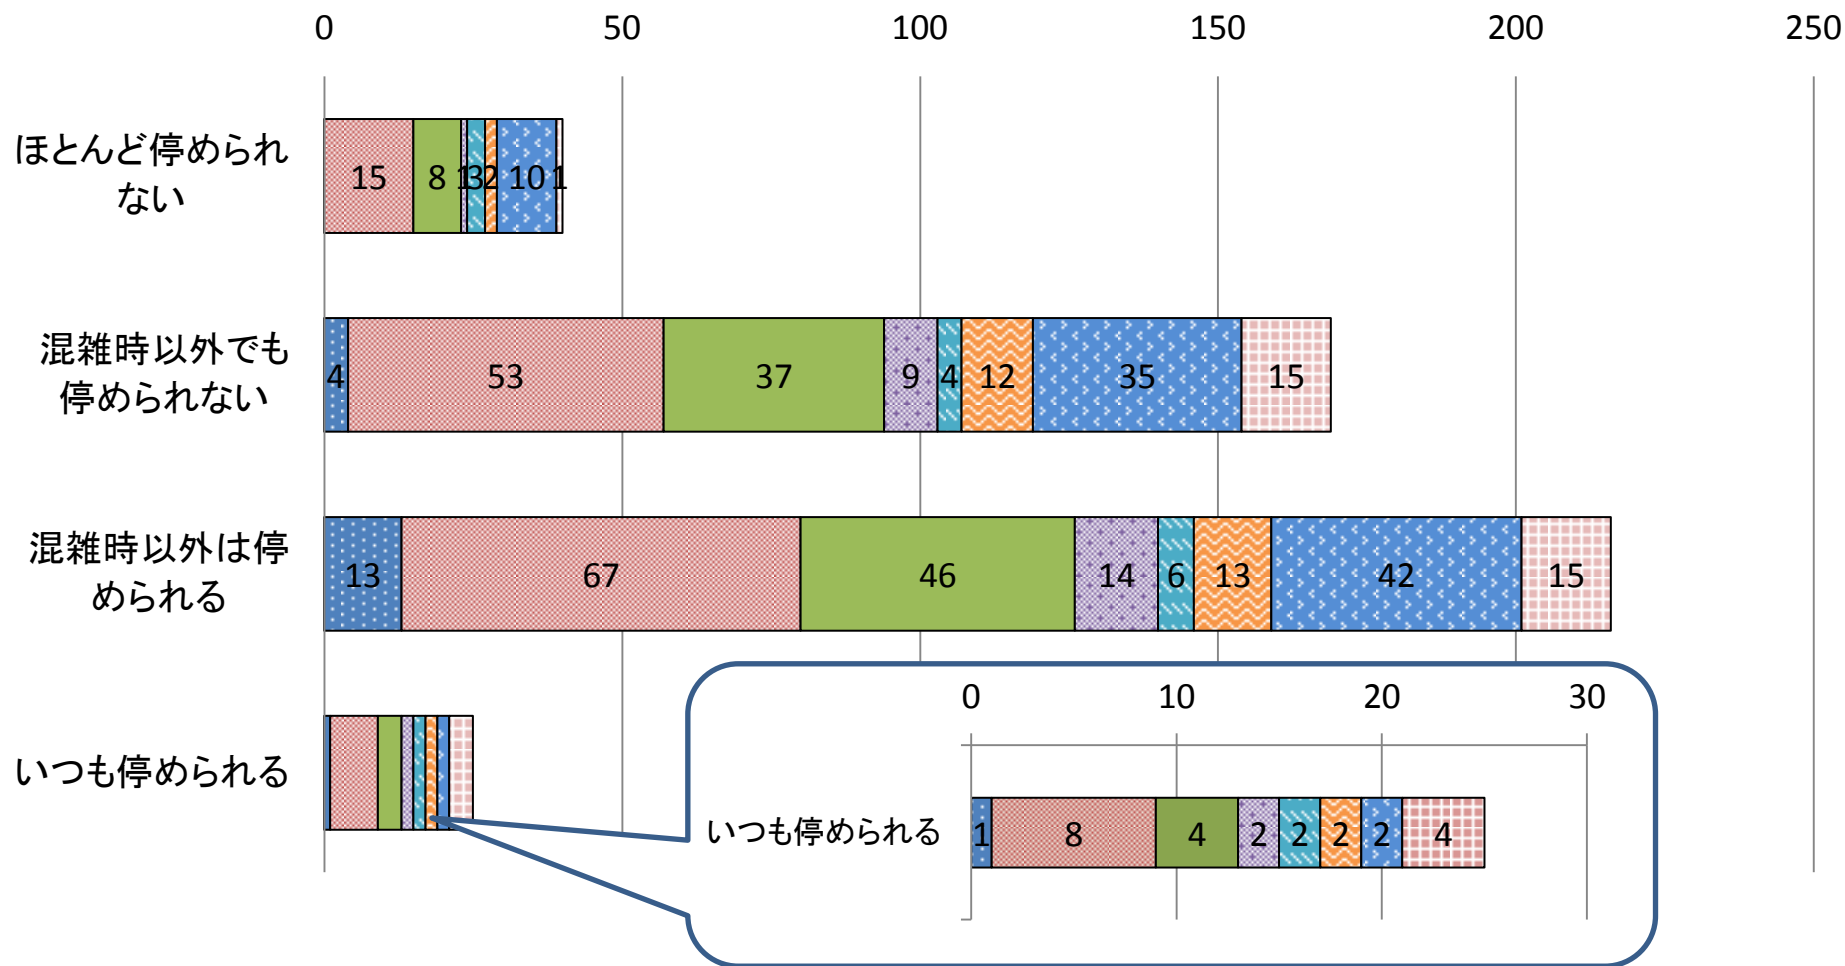 0 50 100 150 200 250
ほとんど停められ
ない
15 8 1 3 2 10 1
混雑時以外でも
停められない
4 53 37 9 4 12 35 15
混雑時以外は停
められる
13 67 46 14 6 13 42 15
いつも停められる
0 10 20 30
いつも停められる
1 8 4 2 2 2 2 4